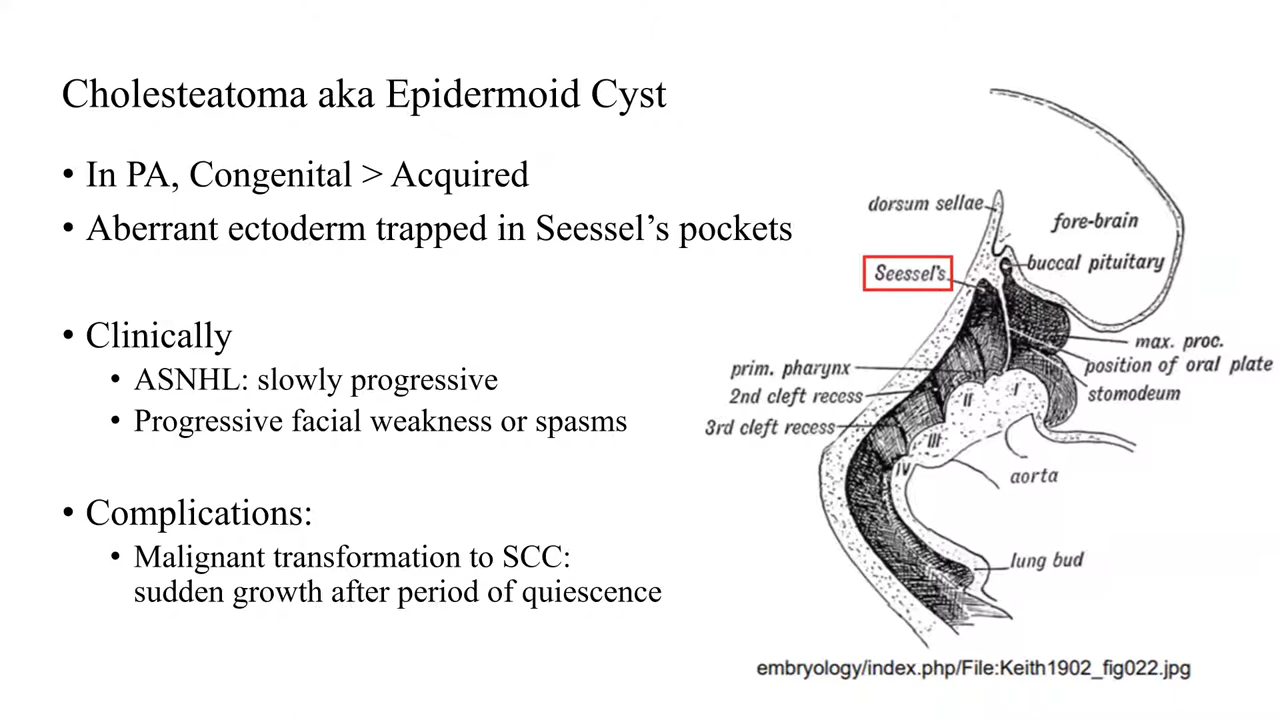 Cholesteatoma aka Epidermoid Cyst
• In PA, Congenital > Acquired
• Aberrant ectoderm trapped in Seessel’s pockets
• Clinically
• ASNHL: slowly progressive
• Progressive facial weakness or spasms
• Complications:
• Malignant transformation to SCC:
sudden growth after period of quiescence
dorsum sellae
fore-brain
buccal pituitary
Seessel's
max. proc.
position of oral plate
prim. pharynx
stomodeum
2nd cleft recess
3rd cleft recess
I
II
III
IV
aorta
lung bud
embryology/index.php/File:Keith1902_fig022.jpg